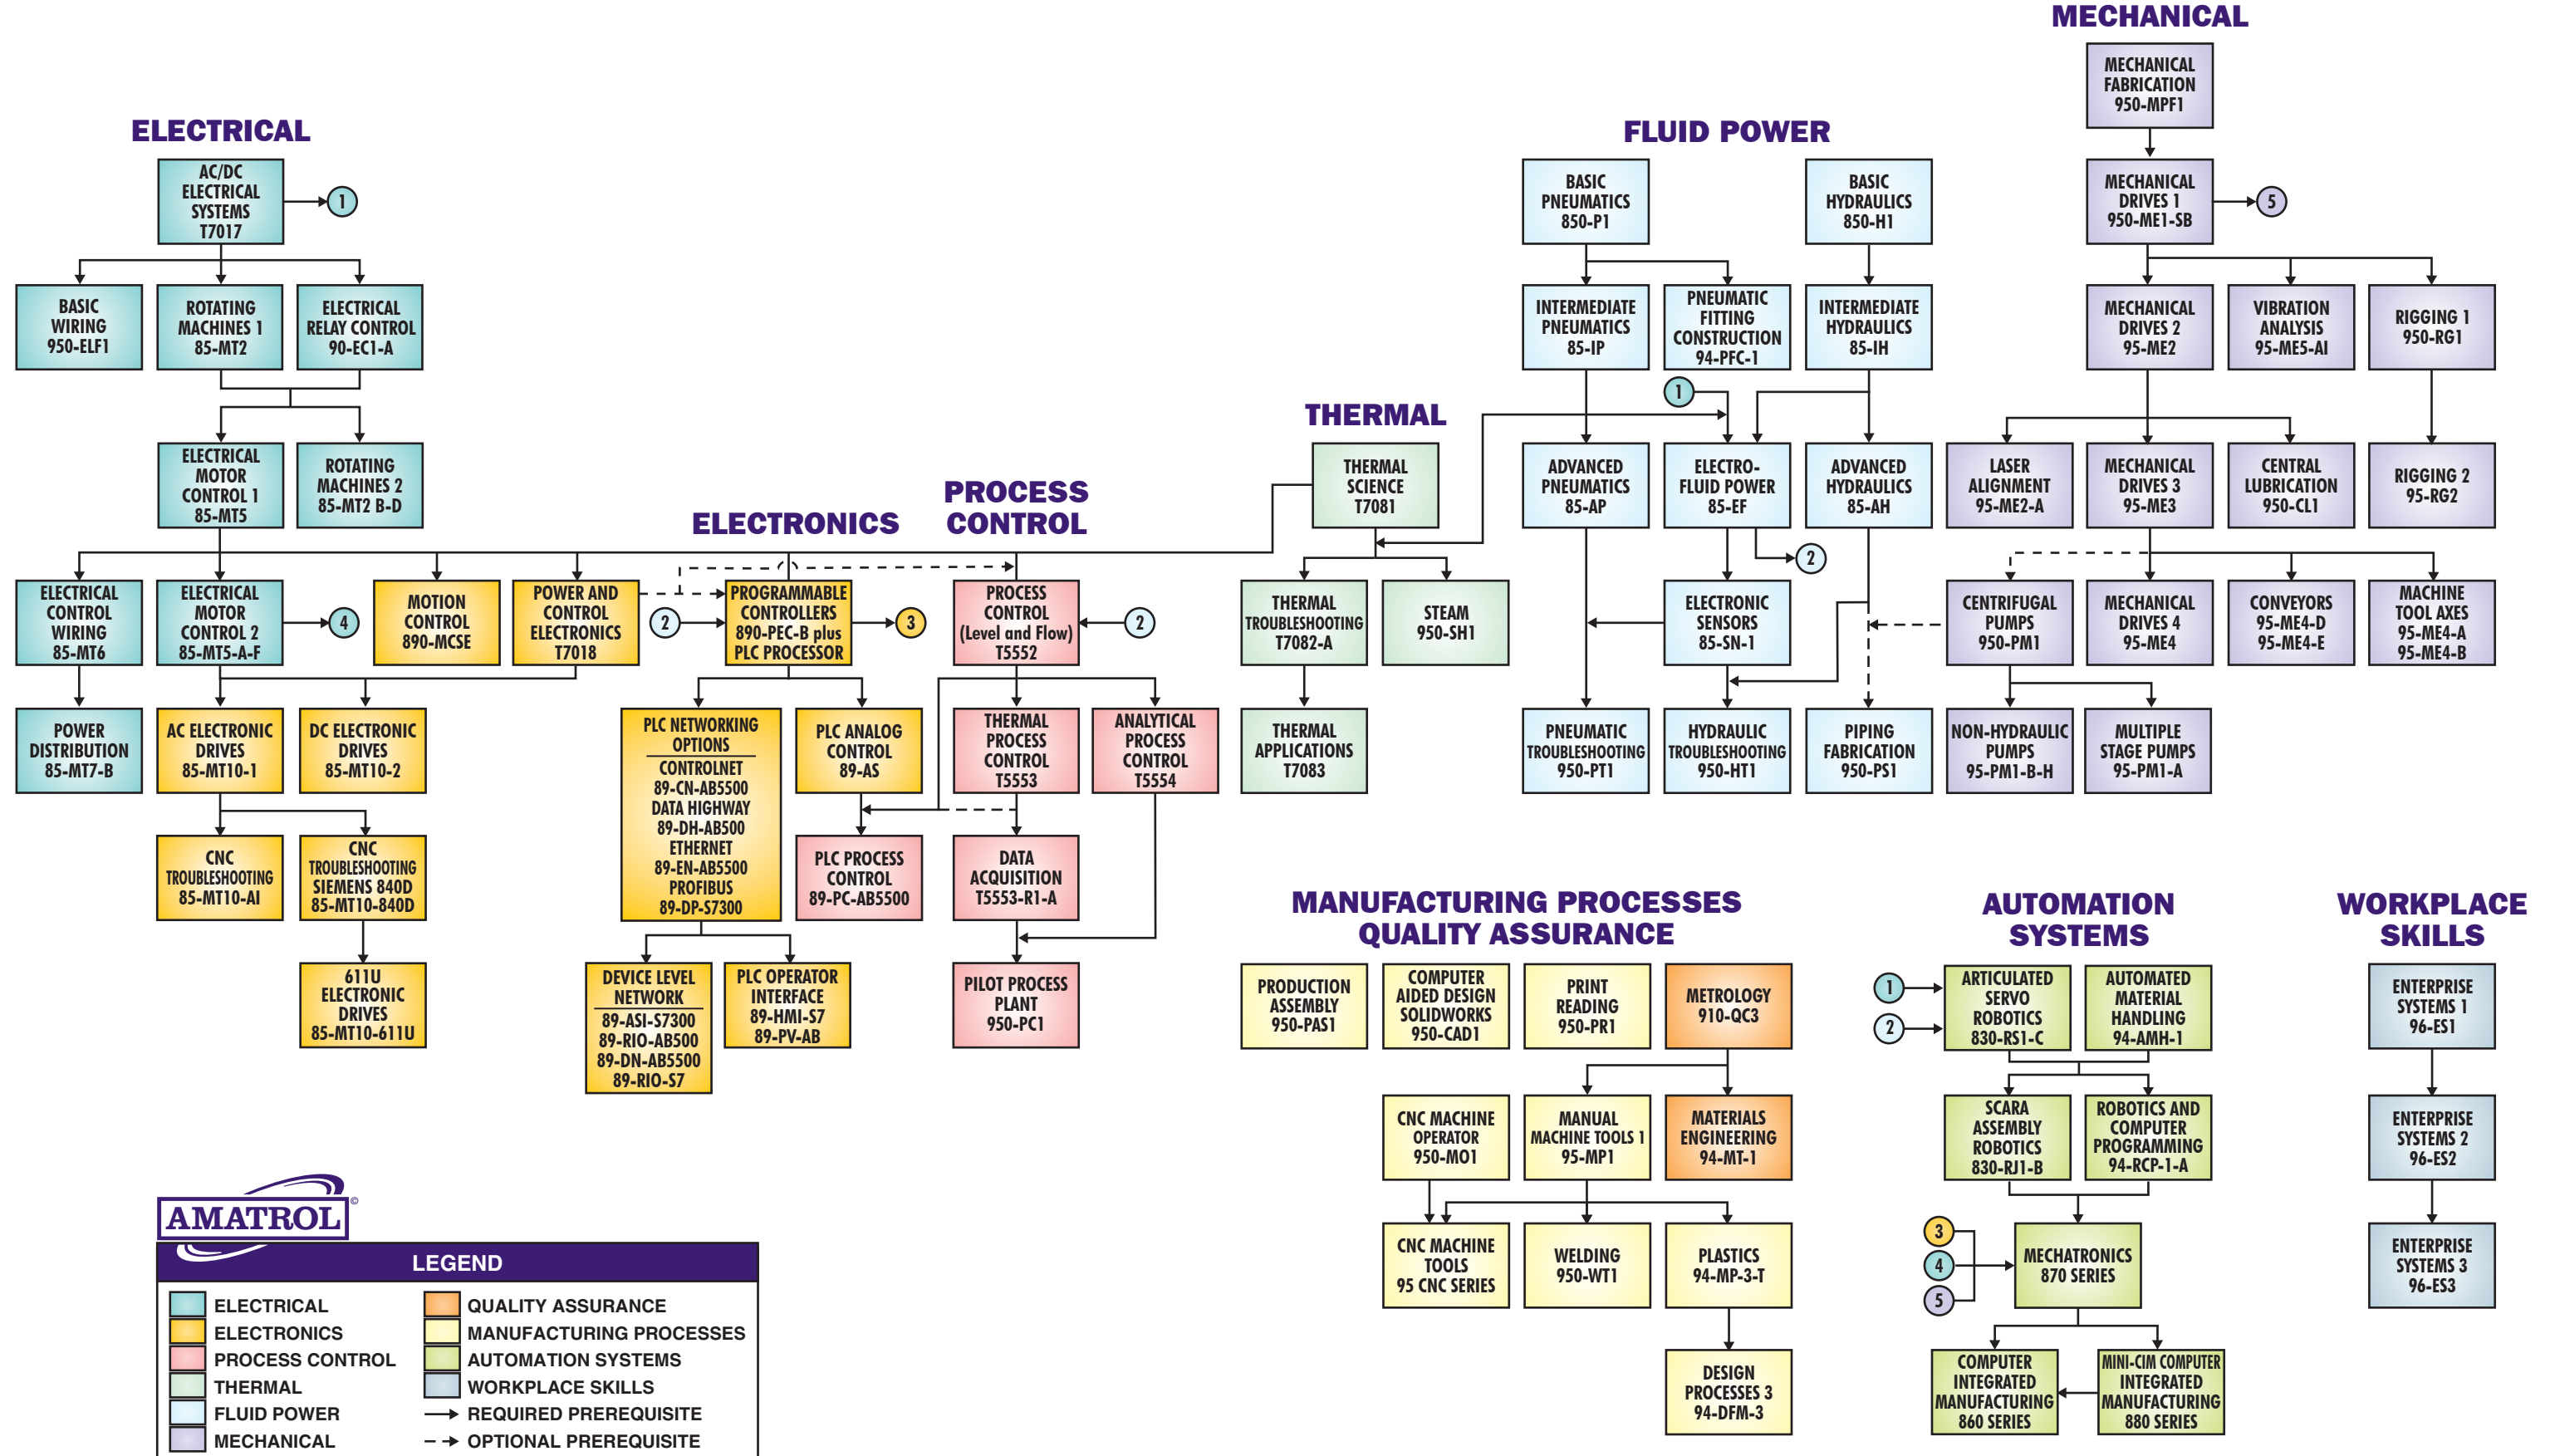 MECHANICAL
MECHANICAL
FABRICATION
950-MPF1
MECHANICAL
DRIVES 1
950-ME1-SB
5
MECHANICAL
DRIVES 2
95-ME2
VIBRATION
ANALYSIS
95-ME5-AI
RIGGING 1
950-RG1
LASER
ALIGNMENT
95-ME2-A
MECHANICAL
DRIVES 3
95-ME3
CENTRAL
LUBRICATION
950-CL1
RIGGING 2
95-RG2
CENTRIFUGAL
PUMPS
950-PM1
MECHANICAL
DRIVES 4
95-ME4
CONVEYORS
95-ME4-D
95-ME4-E
MACHINE
TOOL AXES
95-ME4-A
95-ME4-B
NON-HYDRAULIC
PUMPS
95-PM1-B-H
MULTIPLE
STAGE PUMPS
95-PM1-A
ELECTRICAL
AC/DC
ELECTRICAL
SYSTEMS
T7017
1
BASIC
WIRING
950-ELF1
ROTATING
MACHINES 1
85-MT2
ELECTRICAL
RELAY CONTROL
90-EC1-A
ELECTRICAL
MOTOR
CONTROL 1
85-MT5
ROTATING
MACHINES 2
85-MT2 B-D
ELECTRICAL
CONTROL
WIRING
85-MT6
ELECTRICAL
MOTOR
CONTROL 2
85-MT5-A-F
4
POWER
DISTRIBUTION
85-MT7-B
AC ELECTRONIC
DRIVES
85-MT10-1
DC ELECTRONIC
DRIVES
85-MT10-2
CNC
TROUBLESHOOTING
85-MT10-AI
CNC
TROUBLESHOOTING
SIEMENS 840D
85-MT10-840D
611U
ELECTRONIC
DRIVES
85-MT10-611U
ELECTRONICS
MOTION
CONTROL
890-MCSE
POWER AND
CONTROL
ELECTRONICS
T7018
2
PROGRAMMABLE
CONTROLLERS
890-PEC-B plus
PLC PROCESSOR
3
PLC NETWORKING
OPTIONS
CONTROLNET
89-CN-AB5500
DATA HIGHWAY
89-DH-AB500
ETHERNET
89-EN-AB5500
PROFIBUS
89-DP-S7300
PLC ANALOG
CONTROL
89-AS
DEVICE LEVEL
NETWORK
89-ASI-S7300
89-RIO-AB500
89-DN-AB5500
89-RIO-S7
PLC OPERATOR
INTERFACE
89-HMI-S7
89-PV-AB
PROCESS
CONTROL
PROCESS
CONTROL
(Level and Flow)
T5552
2
THERMAL
PROCESS
CONTROL
T5553
ANALYTICAL
PROCESS
CONTROL
T5554
PLC PROCESS
CONTROL
89-PC-AB5500
DATA
ACQUISITION
T5553-R1-A
PILOT PROCESS
PLANT
950-PC1
THERMAL
THERMAL
SCIENCE
T7081
THERMAL
TROUBLESHOOTING
T7082-A
STEAM
950-SH1
THERMAL
APPLICATIONS
T7083
FLUID POWER
BASIC
PNEUMATICS
850-P1
BASIC
HYDRAULICS
850-H1
INTERMEDIATE
PNEUMATICS
85-IP
PNEUMATIC
FITTING
CONSTRUCTION
94-PFC-1
INTERMEDIATE
HYDRAULICS
85-IH
1
ADVANCED
PNEUMATICS
85-AP
ELECTRO-
FLUID POWER
85-EF
ADVANCED
HYDRAULICS
85-AH
2
ELECTRONIC
SENSORS
85-SN-1
PNEUMATIC
TROUBLESHOOTING
950-PT1
HYDRAULIC
TROUBLESHOOTING
950-HT1
PIPING
FABRICATION
950-PS1
MANUFACTURING PROCESSES
QUALITY ASSURANCE
PRODUCTION
ASSEMBLY
950-PAS1
COMPUTER
AIDED DESIGN
SOLIDWORKS
950-CAD1
PRINT
READING
950-PR1
METROLOGY
910-QC3
CNC MACHINE
OPERATOR
950-MO1
MANUAL
MACHINE TOOLS 1
95-MP1
MATERIALS
ENGINEERING
94-MT-1
CNC MACHINE
TOOLS
95 CNC SERIES
WELDING
950-WT1
PLASTICS
94-MP-3-T
DESIGN
PROCESSES 3
94-DFM-3
AUTOMATION
SYSTEMS
1
2
ARTICULATED
SERVO
ROBOTICS
830-RS1-C
AUTOMATED
MATERIAL
HANDLING
94-AMH-1
SCARA
ASSEMBLY
ROBOTICS
830-RJ1-B
ROBOTICS AND
COMPUTER
PROGRAMMING
94-RCP-1-A
3
4
5
MECHATRONICS
870 SERIES
COMPUTER
INTEGRATED
MANUFACTURING
860 SERIES
MINI-CIM COMPUTER
INTEGRATED
MANUFACTURING
880 SERIES
WORKPLACE
SKILLS
ENTERPRISE
SYSTEMS 1
96-ES1
ENTERPRISE
SYSTEMS 2
96-ES2
ENTERPRISE
SYSTEMS 3
96-ES3
AMATROL
©
LEGEND
ELECTRICAL
ELECTRONICS
PROCESS CONTROL
THERMAL
FLUID POWER
MECHANICAL
QUALITY ASSURANCE
MANUFACTURING PROCESSES
AUTOMATION SYSTEMS
WORKPLACE SKILLS
REQUIRED PREREQUISITE
OPTIONAL PREREQUISITE